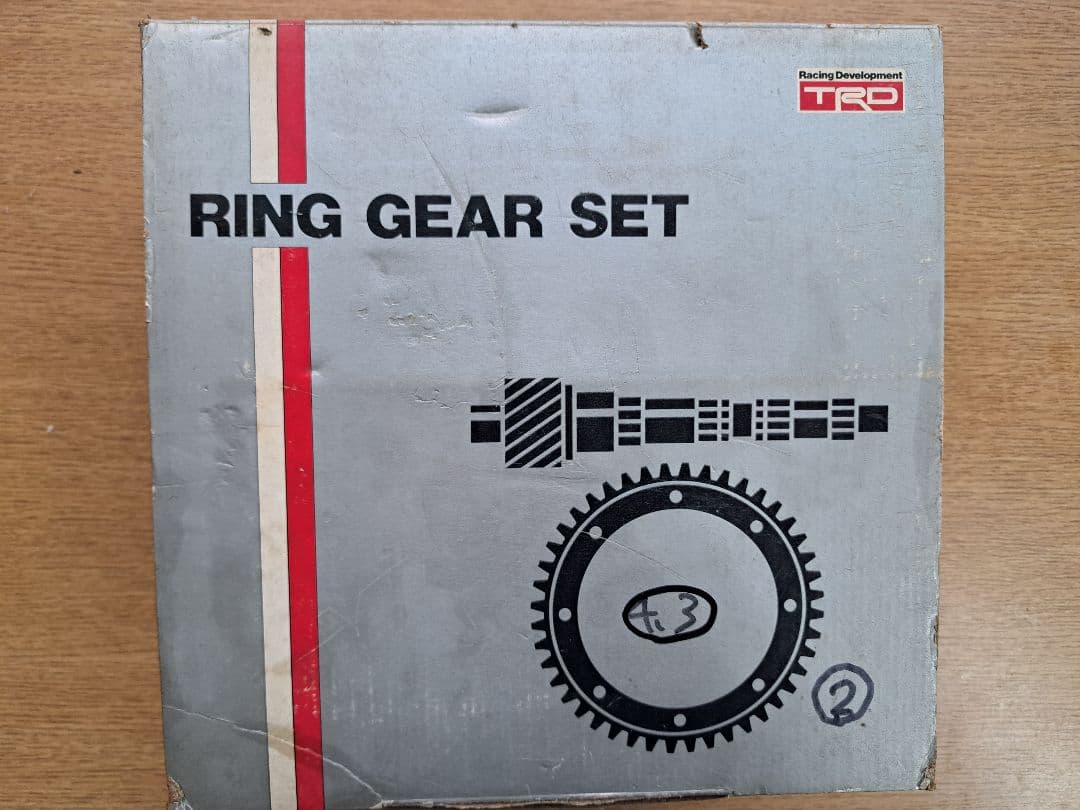 Racing Development
TRD
RING GEAR SET
4.3
2